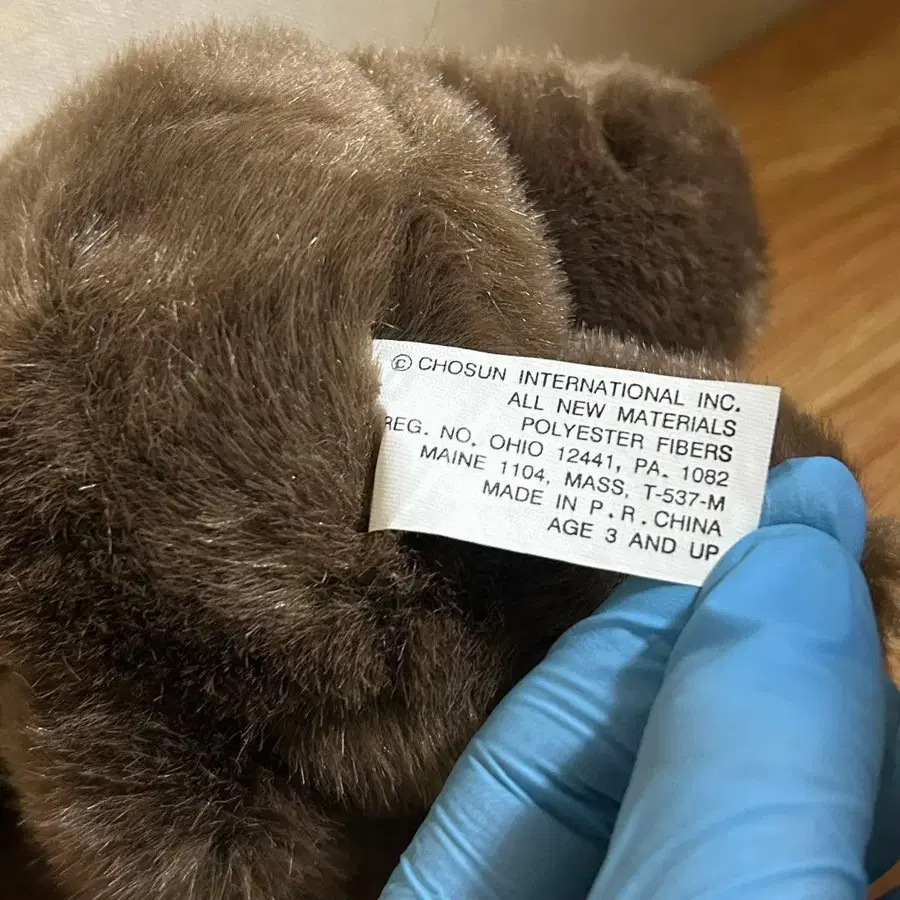 © CHOSUN INTERNATIONAL INC.
ALL NEW MATERIALS
POLYESTER FIBERS
REG. NO. OHIO 12441, PA. 1082
MAINE 1104, MASS, T-537-M
MADE IN P.R.CHINA
AGE 3 AND UP